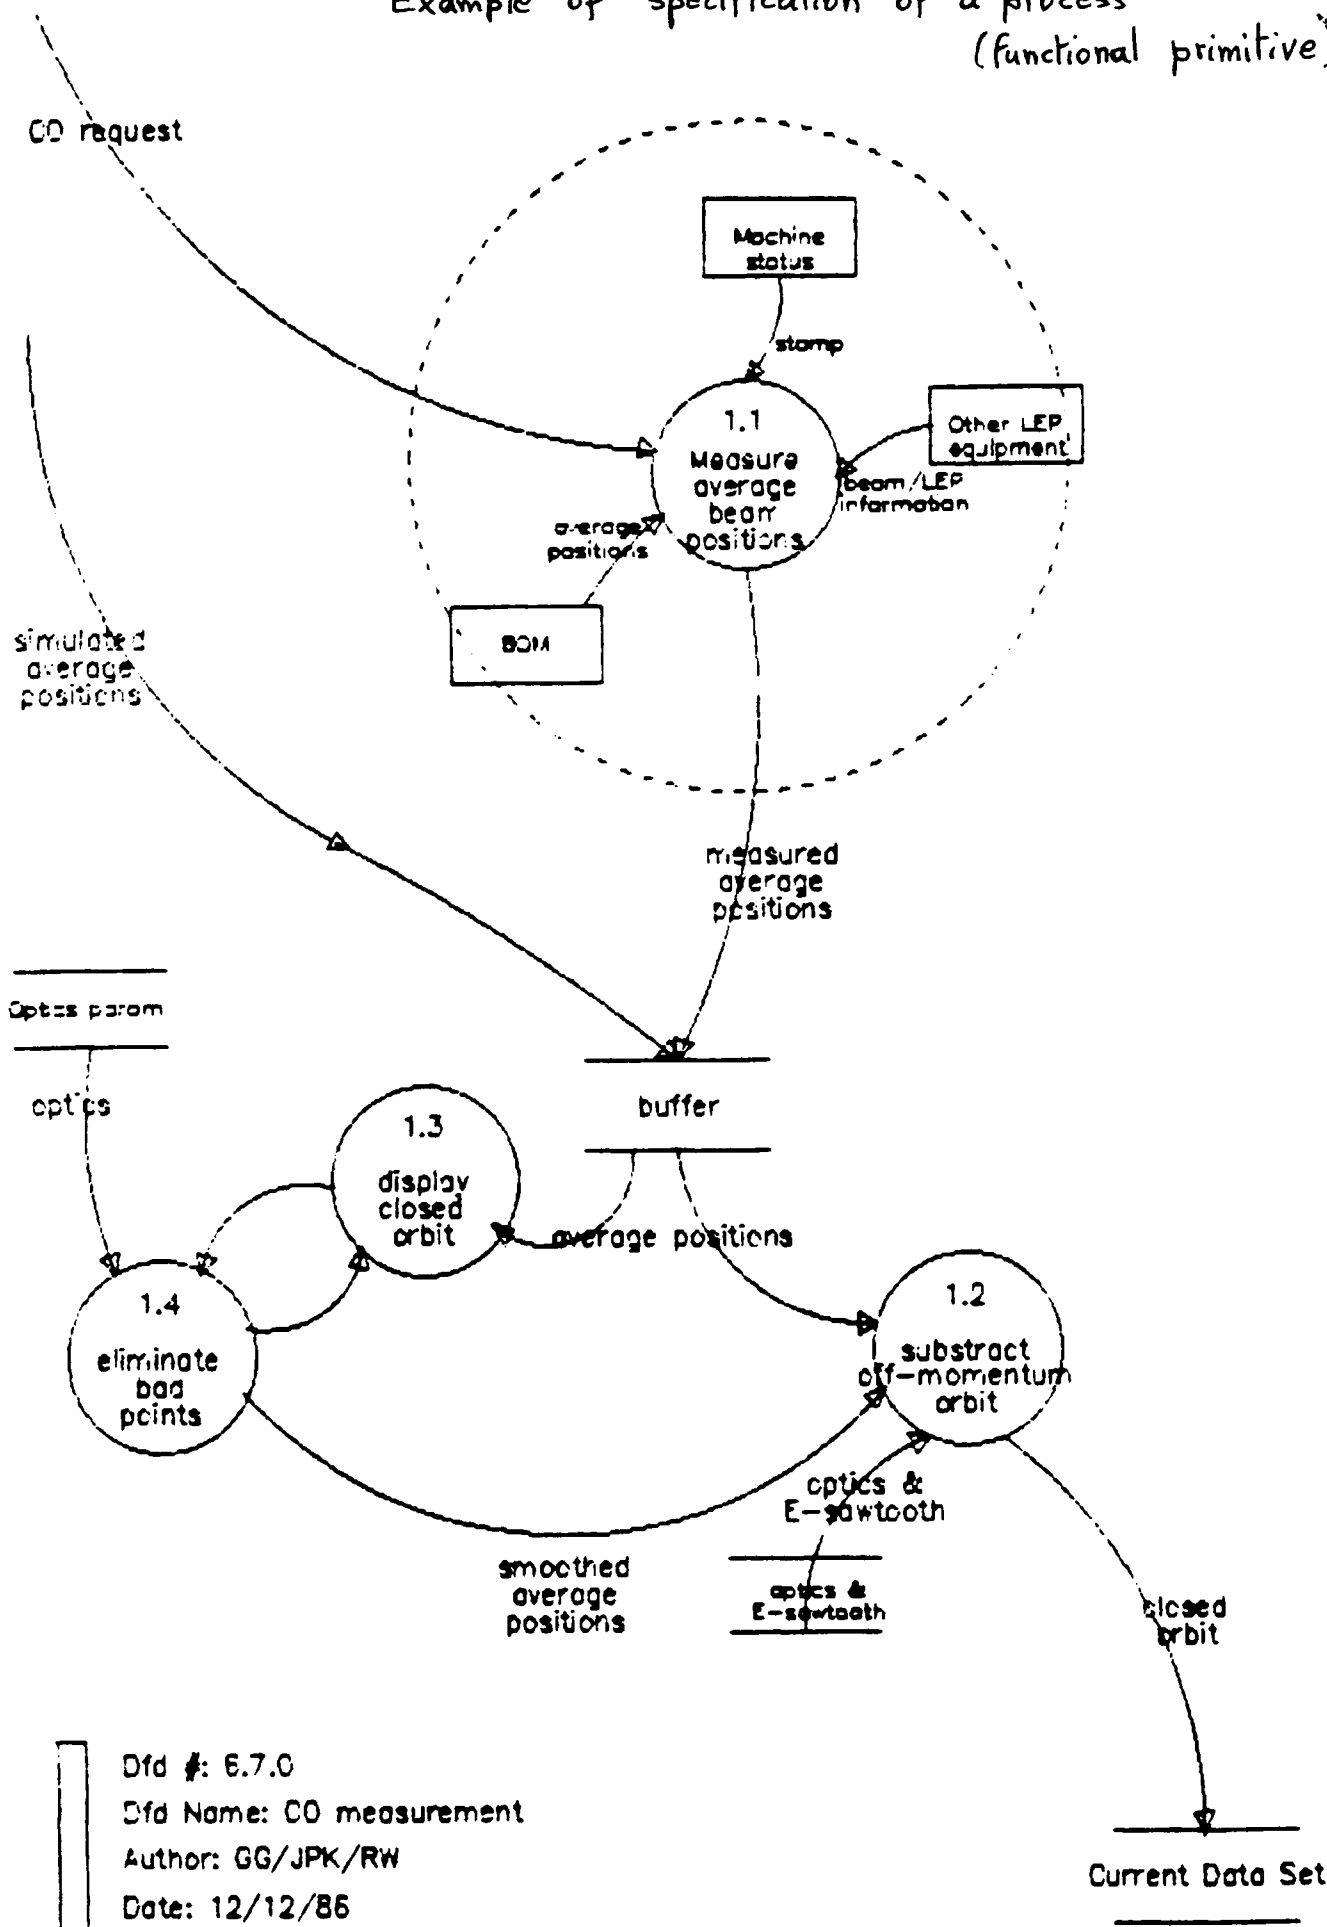 Example of specification of a process
(functional primitive)
CO request
Machine
status
stamp
1.1
Measure
average
beam
positions
Other LEP
equipment
beam/LEP
information
average
positions
BOM
simulated
average
positions
measured
average
positions
Optics param
optics
buffer
1.3
display
closed
orbit
average positions
1.4
eliminate
bad
points
1.2
substract
off-momentum
orbit
optics &
E-sawtooth
smoothed
average
positions
optics &
E-sawtooth
closed
orbit
Dfd #: 6.7.0
Dfd Name: CO measurement
Author: GG/JPK/RW
Date: 12/12/86
Current Data Set